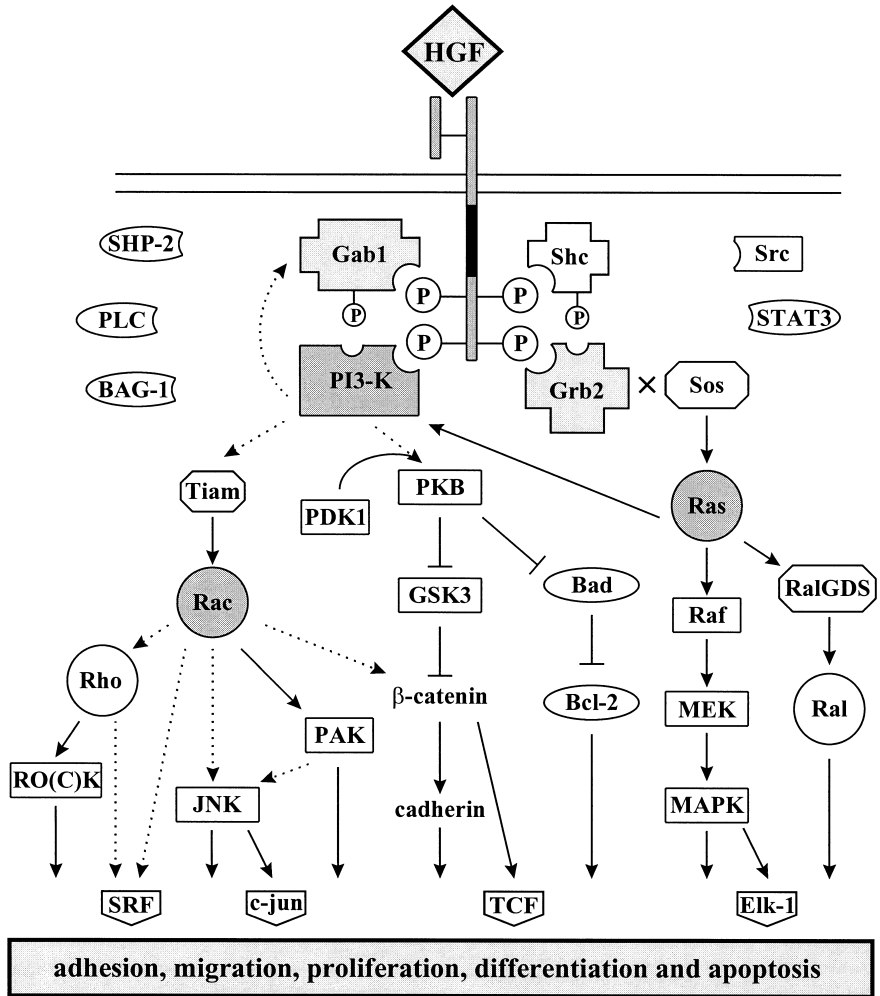 HGF
SHP-2
Gab1
Shc
Src
P
P
P
P
PLC
STAT3
P
P
BAG-1
PI3-K
Grb2
×
Sos
Tiam
PDK1
PKB
Ras
Rac
GSK3
Bad
Raf
RalGDS
Rho
β-catenin
Bcl-2
MEK
Ral
RO(C)K
PAK
JNK
cadherin
MAPK
SRF
c-jun
TCF
Elk-1
adhesion, migration, proliferation, differentiation and apoptosis